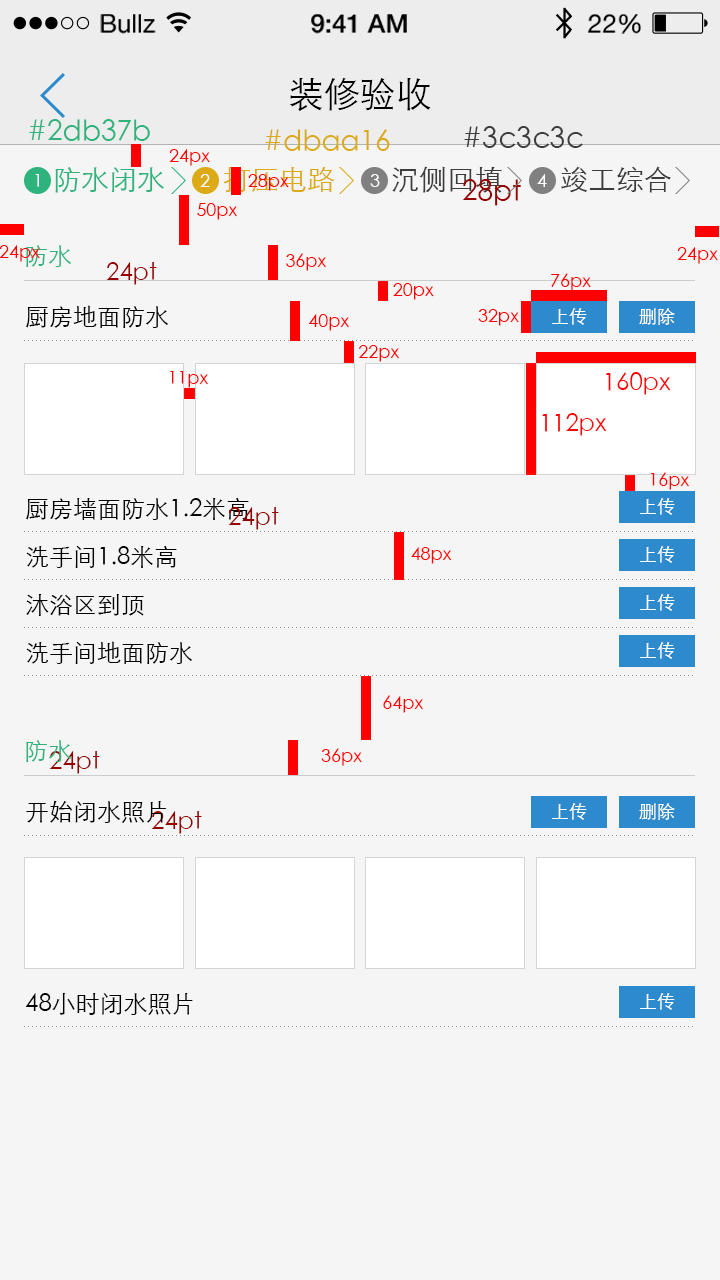 Bullz 9:41 AM 22%
装修验收
#2db37b #dbaa16 #3c3c3c
24px
1 防水闭水 2 打压电路 3 沉侧回填 4 竣工综合
28px 28pt
50px
24px 防水 24pt 36px 24px
20px 76px
厨房地面防水 40px 32px 上传 删除
22px
11px 160px
112px
16px
厨房墙面防水1.2米高 24pt 上传
洗手间1.8米高 48px 上传
沐浴区到顶 上传
洗手间地面防水 上传
64px
防水 24pt 36px
开始闭水照片 24pt 上传 删除
48小时闭水照片 上传